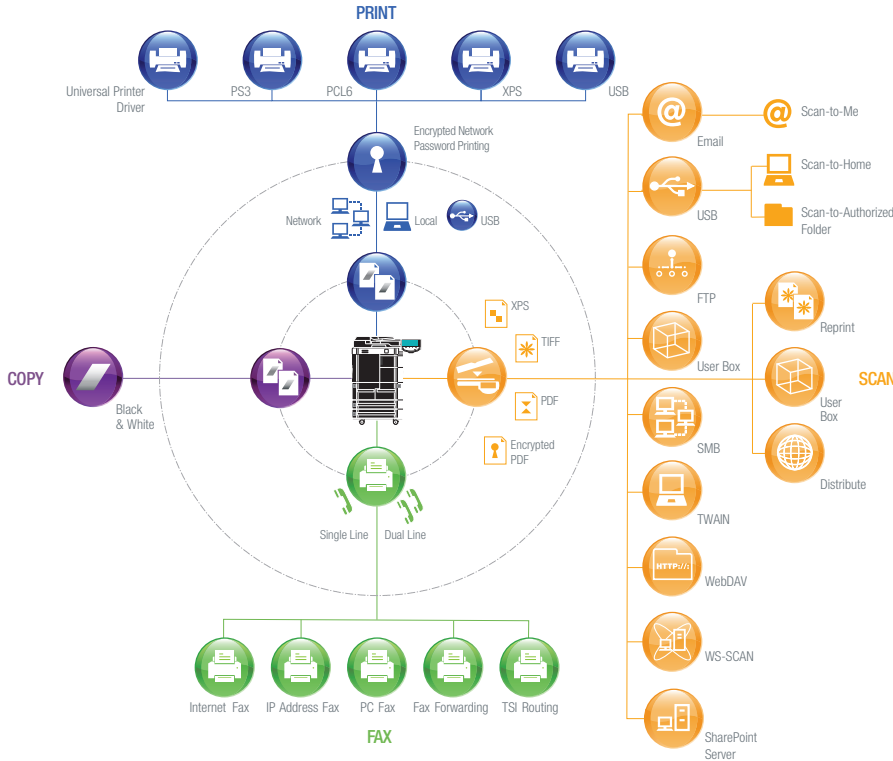 PRINT
Universal Printer
Driver
PS3
PCL6
XPS
USB
Encrypted Network
Password Printing
Network
Local
USB
@
Email
@
Scan-to-Me
USB
Scan-to-Home
Scan-to-Authorized
Folder
FTP
XPS
TIFF
PDF
Encrypted
PDF
User Box
Reprint
COPY
Black
& White
User
Box
SCAN
SMB
Distribute
TWAIN
Single Line
Dual Line
HTTP://:
WebDAV
WS-SCAN
Internet Fax
IP Address Fax
PC Fax
Fax Forwarding
TSI Routing
FAX
SharePoint
Server